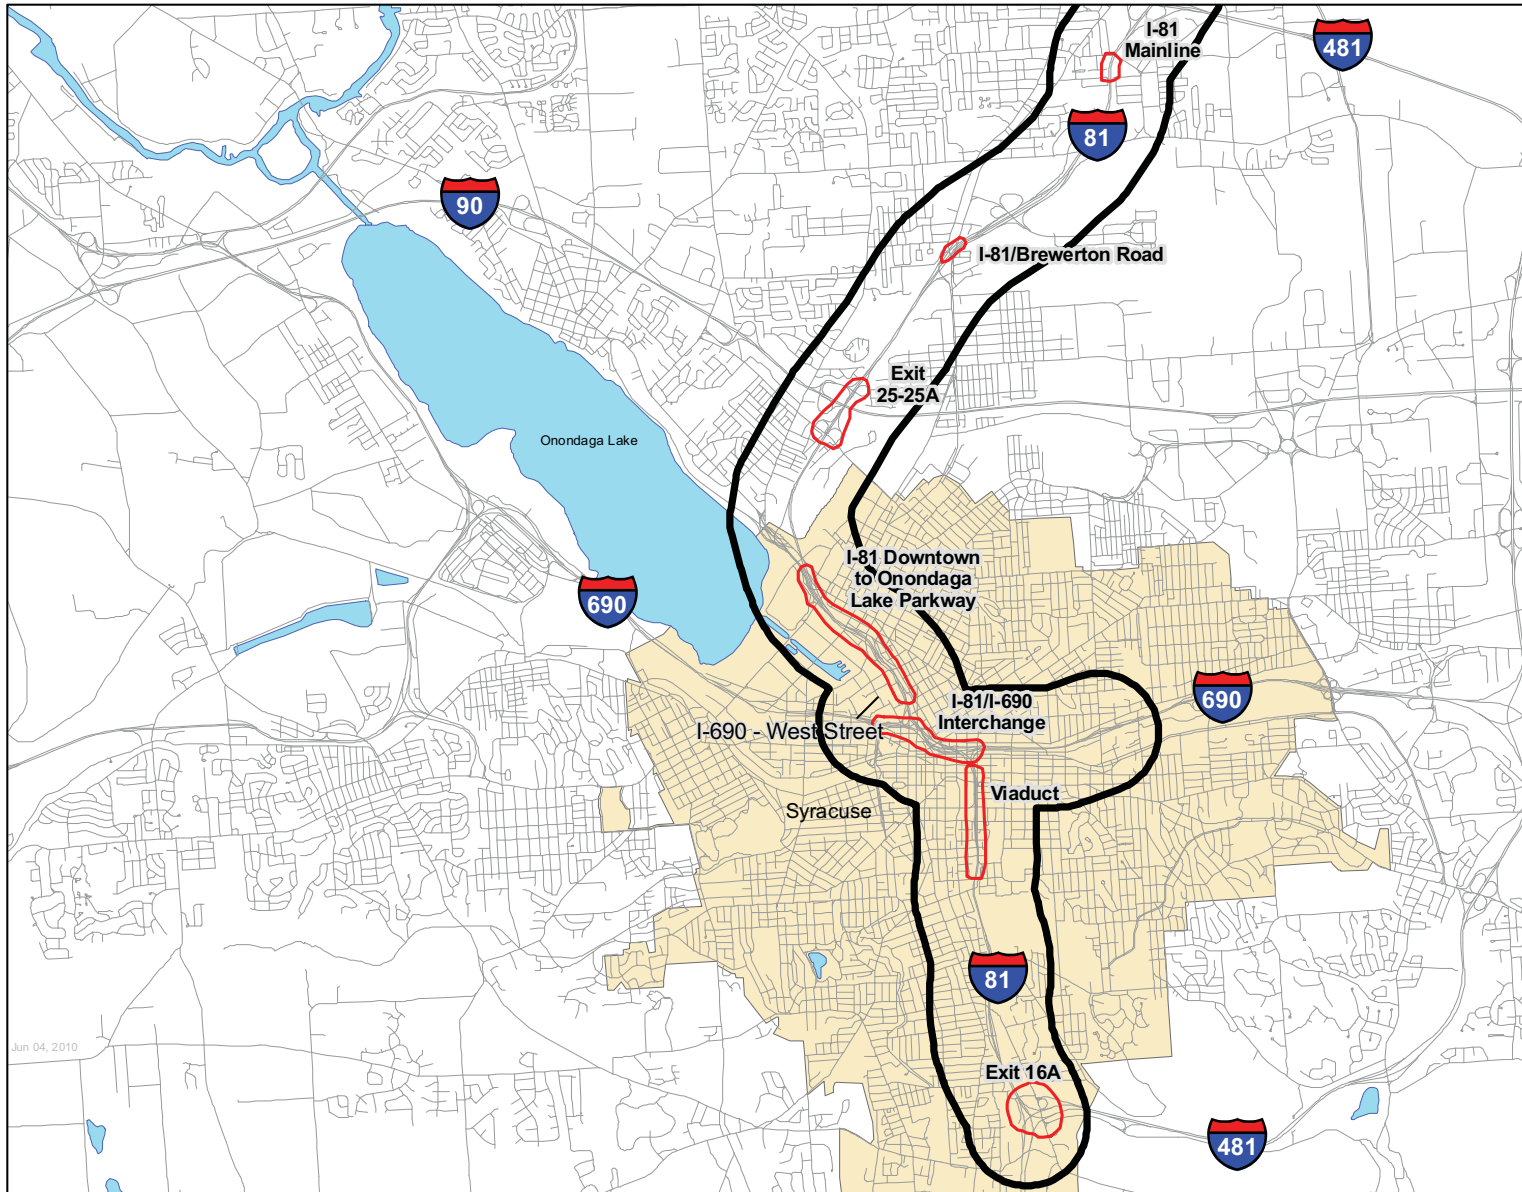 I-81
Mainline
481
81
90
I-81/Brewerton Road
Exit
25-25A
Onondaga Lake
I-81 Downtown
to Onondaga
Lake Parkway
690
690
I-81/I-690
Interchange
I-690 - West Street
Viaduct
Syracuse
81
Jun 04, 2010
Exit 16A
481